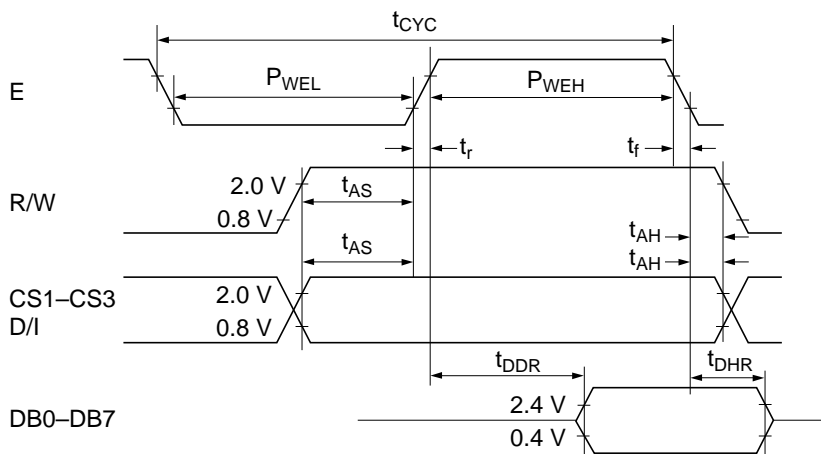 tCYC
E
PWEL
PWEH
tr
tf
R/W
2.0 V
0.8 V
tAS
tAS
tAH
tAH
CS1–CS3
D/I
2.0 V
0.8 V
tDDR
tDHR
DB0–DB7
2.4 V
0.4 V